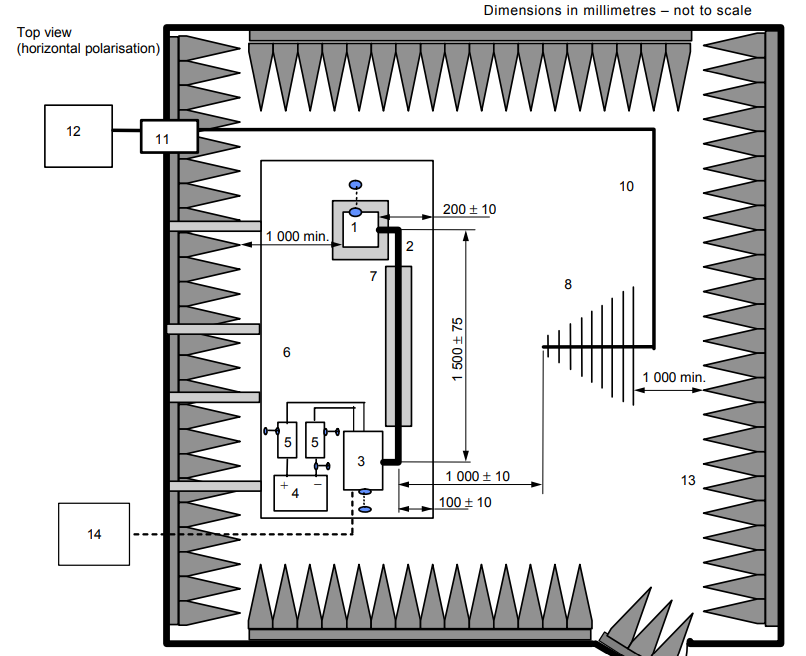 Dimensions in millimetres – not to scale
Top view
(horizontal polarisation)
12
11
10
200 ± 10
1
1 000 min.
2
7
8
1 500 ± 75
6
1 000 min.
5
5
3
1 000 ± 10
13
+
–
4
100 ± 10
14